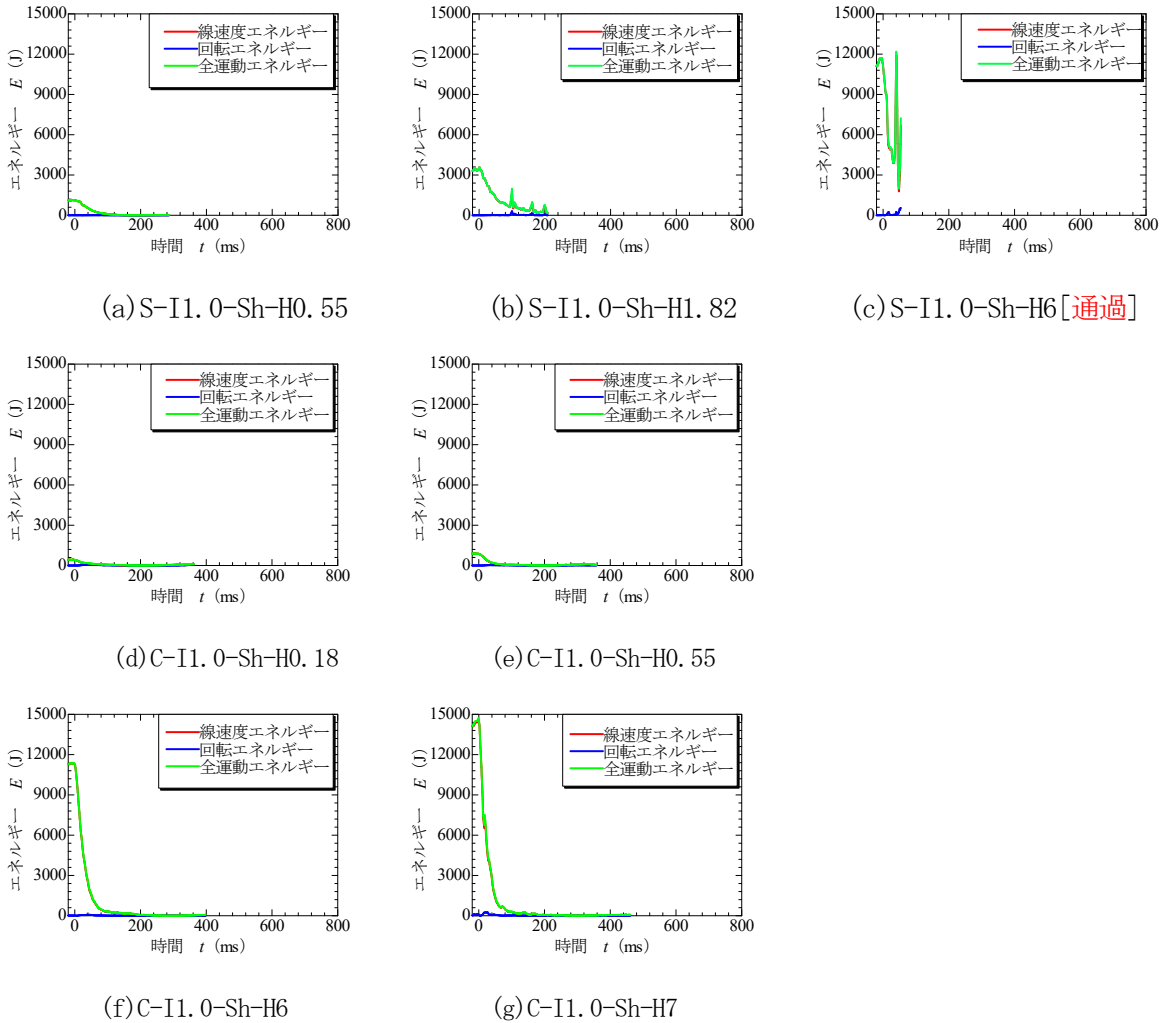 15000
12000
9000
6000
3000
0
エネルギー E (J)
線速度エネルギー
回転エネルギー
全運動エネルギー
0 200 400 600 800
時間 t (ms)
(a)S-I1.0-Sh-H0.55
15000
12000
9000
6000
3000
0
エネルギー E (J)
線速度エネルギー
回転エネルギー
全運動エネルギー
0 200 400 600 800
時間 t (ms)
(b)S-I1.0-Sh-H1.82
15000
12000
9000
6000
3000
0
エネルギー E (J)
線速度エネルギー
回転エネルギー
全運動エネルギー
0 200 400 600 800
時間 t (ms)
(c)S-I1.0-Sh-H6[通過]
15000
12000
9000
6000
3000
0
エネルギー E (J)
線速度エネルギー
回転エネルギー
全運動エネルギー
0 200 400 600 800
時間 t (ms)
(d)C-I1.0-Sh-H0.18
15000
12000
9000
6000
3000
0
エネルギー E (J)
線速度エネルギー
回転エネルギー
全運動エネルギー
0 200 400 600 800
時間 t (ms)
(e)C-I1.0-Sh-H0.55
15000
12000
9000
6000
3000
0
エネルギー E (J)
線速度エネルギー
回転エネルギー
全運動エネルギー
0 200 400 600 800
時間 t (ms)
(f)C-I1.0-Sh-H6
15000
12000
9000
6000
3000
0
エネルギー E (J)
線速度エネルギー
回転エネルギー
全運動エネルギー
0 200 400 600 800
時間 t (ms)
(g)C-I1.0-Sh-H7